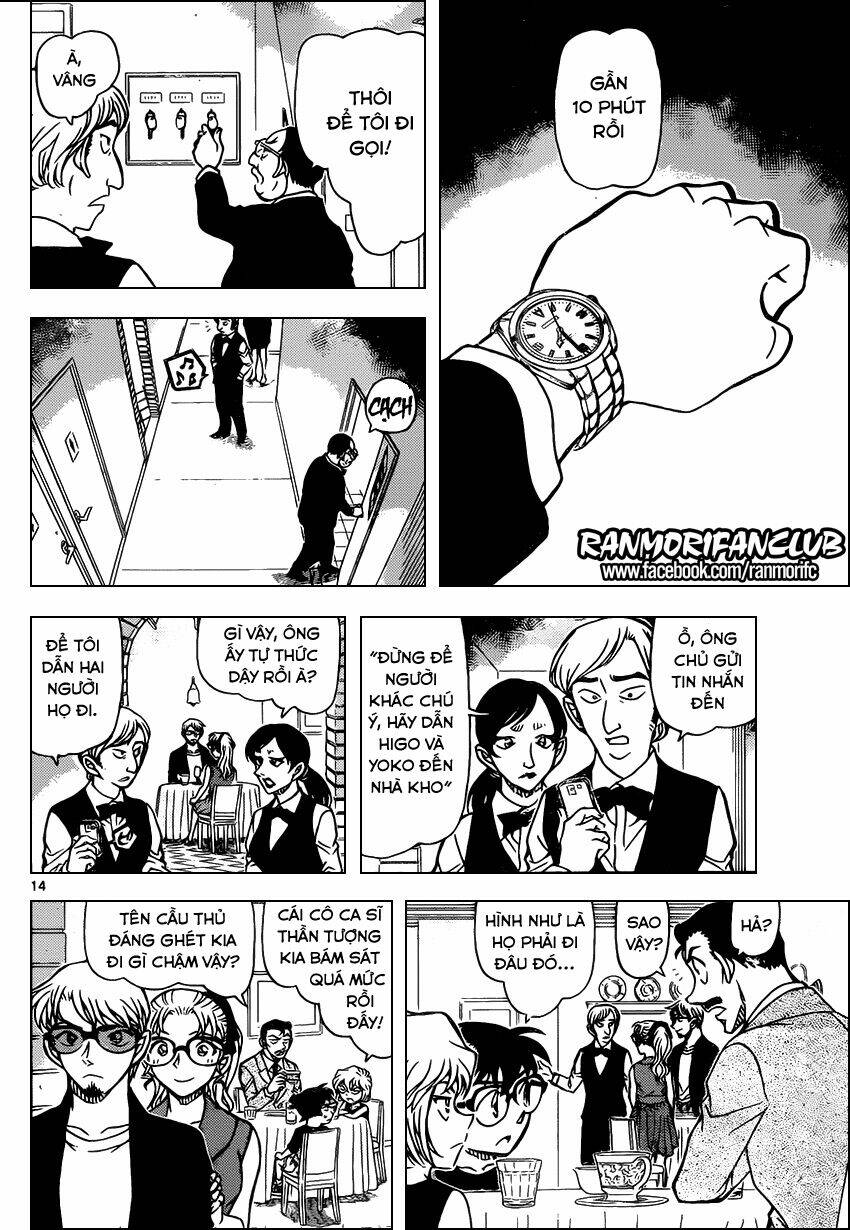 GẦN
10 PHÚT
RỒI
THÔI
ĐỂ TÔI ĐI
GỌI!
À,
VÂNG
CẠCH
RANMORIFANCLUB
www.facebook.com/ranmorifc
Ồ, ÔNG
CHỦ GỬI
TIN NHẮN
ĐẾN
"ĐỪNG ĐỂ
NGƯỜI
KHÁC CHÚ
Ý, HÃY DẪN
HIGO VÀ
YOKO ĐẾN
NHÀ KHO"
GÌ VẬY, ÔNG
ẤY TỰ THỨC
DẬY RỒI À?
ĐỂ TÔI
DẪN HAI
NGƯỜI
HỌ ĐI.
14
HẢ?
SAO
VẬY?
HÌNH NHƯ LÀ
HỌ PHẢI ĐI
ĐÂU ĐÓ...
CÁI CÔ CA SĨ
THẦN TƯỢNG
KIA BÁM SÁT
QUÁ MỨC
RỒI
ĐẤY!
TÊN CẦU THỦ
ĐÁNG GHÉT KIA
ĐI GÌ CHẬM VẬY?